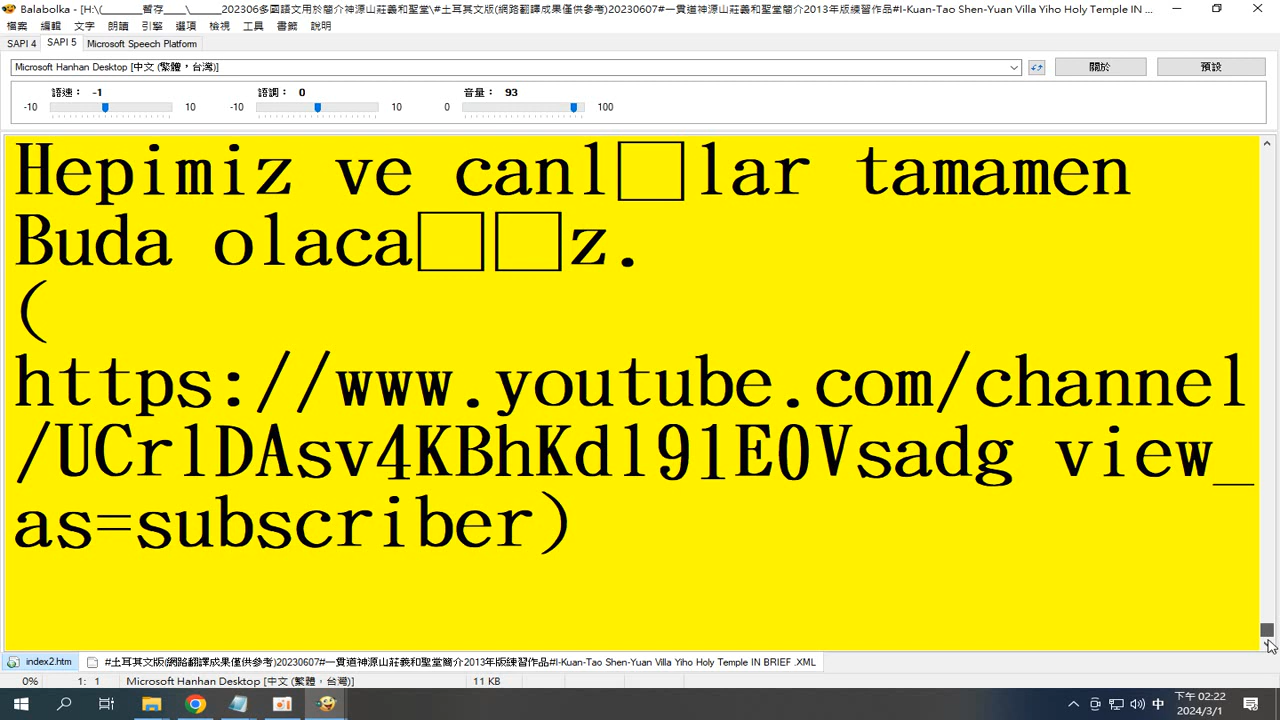 Balabolka - [H:\(______暫存____\______202306多國語文用於簡介神源山莊義和聖堂\#土耳其文版(網路翻譯成果僅供參考)20230607#一貫道神源山莊義和聖堂簡介2013年版練習作品#I-Kuan-Tao Shen-Yuan Villa Yiho Holy Temple IN ...
檔案 編輯 文字 朗讀 引擎 選項 檢視 工具 書籤 說明
SAPI 4 SAPI 5 Microsoft Speech Platform
Microsoft Hanhan Desktop [中文 (繁體，台灣)] 關於 預設
語速： -1 語調： 0 音量： 93
-10 10 -10 10 0 100
Hepimiz ve canl□lar tamamen
Buda olaca□□z.
(
https://www.youtube.com/channel
/UCrlDAsv4KBhKdl91E0Vsadg view_
as=subscriber)
index2.htm #土耳其文版(網路翻譯成果僅供參考)20230607#一貫道神源山莊義和聖堂簡介2013年版練習作品#I-Kuan-Tao Shen-Yuan Villa Yiho Holy Temple IN BRIEF .XML
0% 1: 1 Microsoft Hanhan Desktop [中文 (繁體，台灣)] 11 KB
中 下午 02:22
2024/3/1